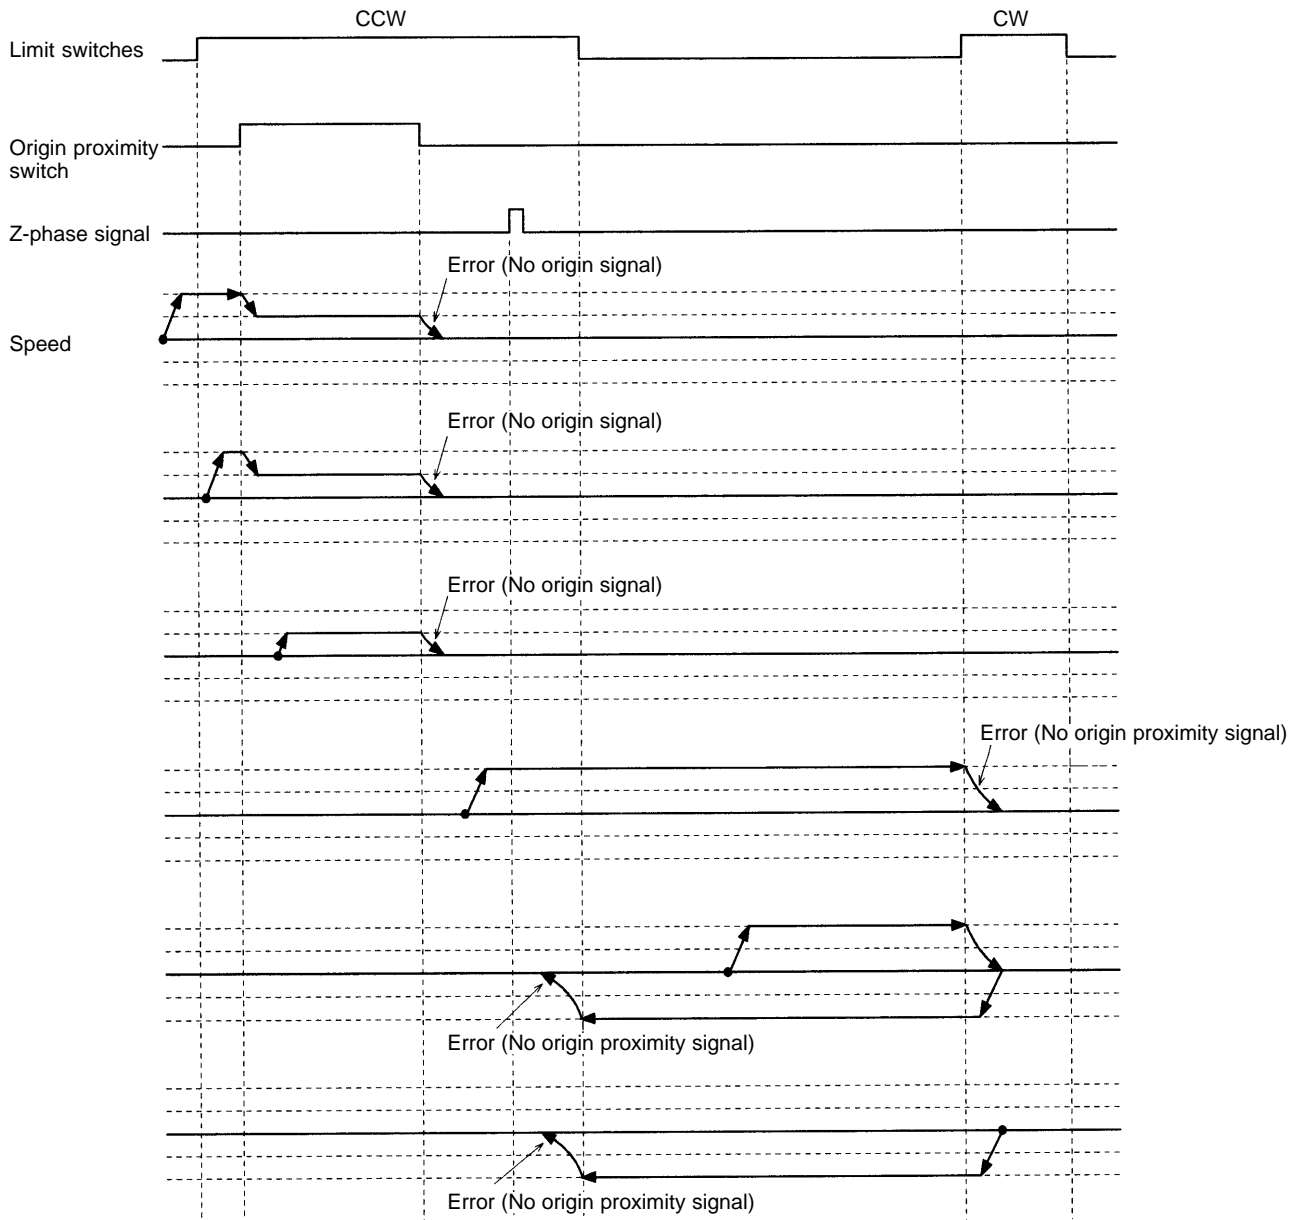 CCW
CW
Limit switches
Origin proximity
switch
Z-phase signal
Error (No origin signal)
Speed
Error (No origin signal)
Error (No origin signal)
Error (No origin proximity signal)
Error (No origin proximity signal)
Error (No origin proximity signal)